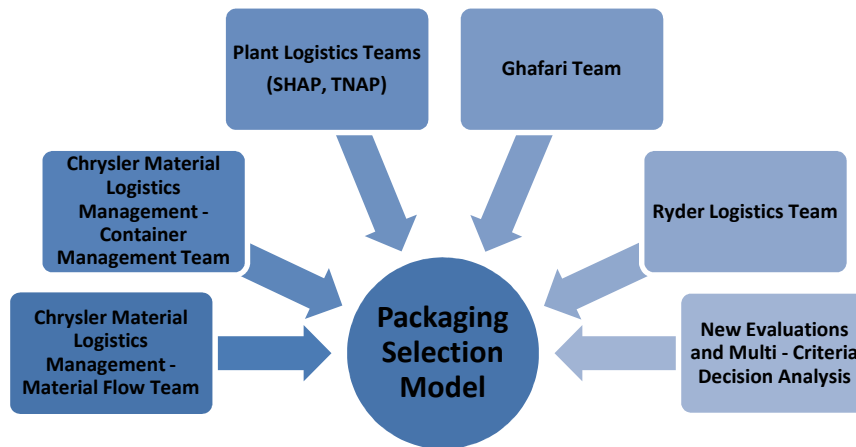 Plant Logistics Teams
(SHAP, TNAP)
Ghafari Team
Chrysler Material
Logistics
Management -
Container
Management Team
Ryder Logistics Team
Chrysler Material
Logistics
Management -
Material Flow Team
Packaging
Selection
Model
New Evaluations
and Multi - Criteria
Decision Analysis